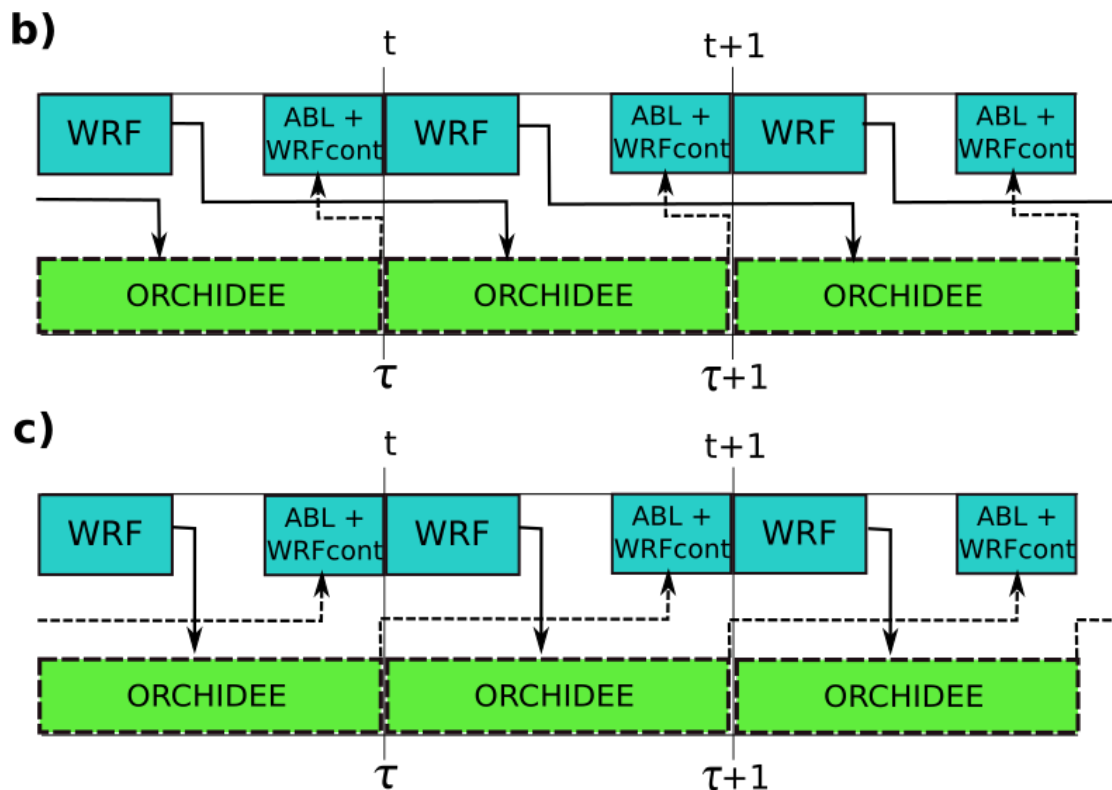 b)
t
t+1
WRF
ABL +
WRFcont
WRF
ABL +
WRFcont
WRF
ABL +
WRFcont
ORCHIDEE
ORCHIDEE
ORCHIDEE
τ
τ+1
c)
t
t+1
WRF
ABL +
WRFcont
WRF
ABL +
WRFcont
WRF
ABL +
WRFcont
ORCHIDEE
ORCHIDEE
ORCHIDEE
τ
τ+1